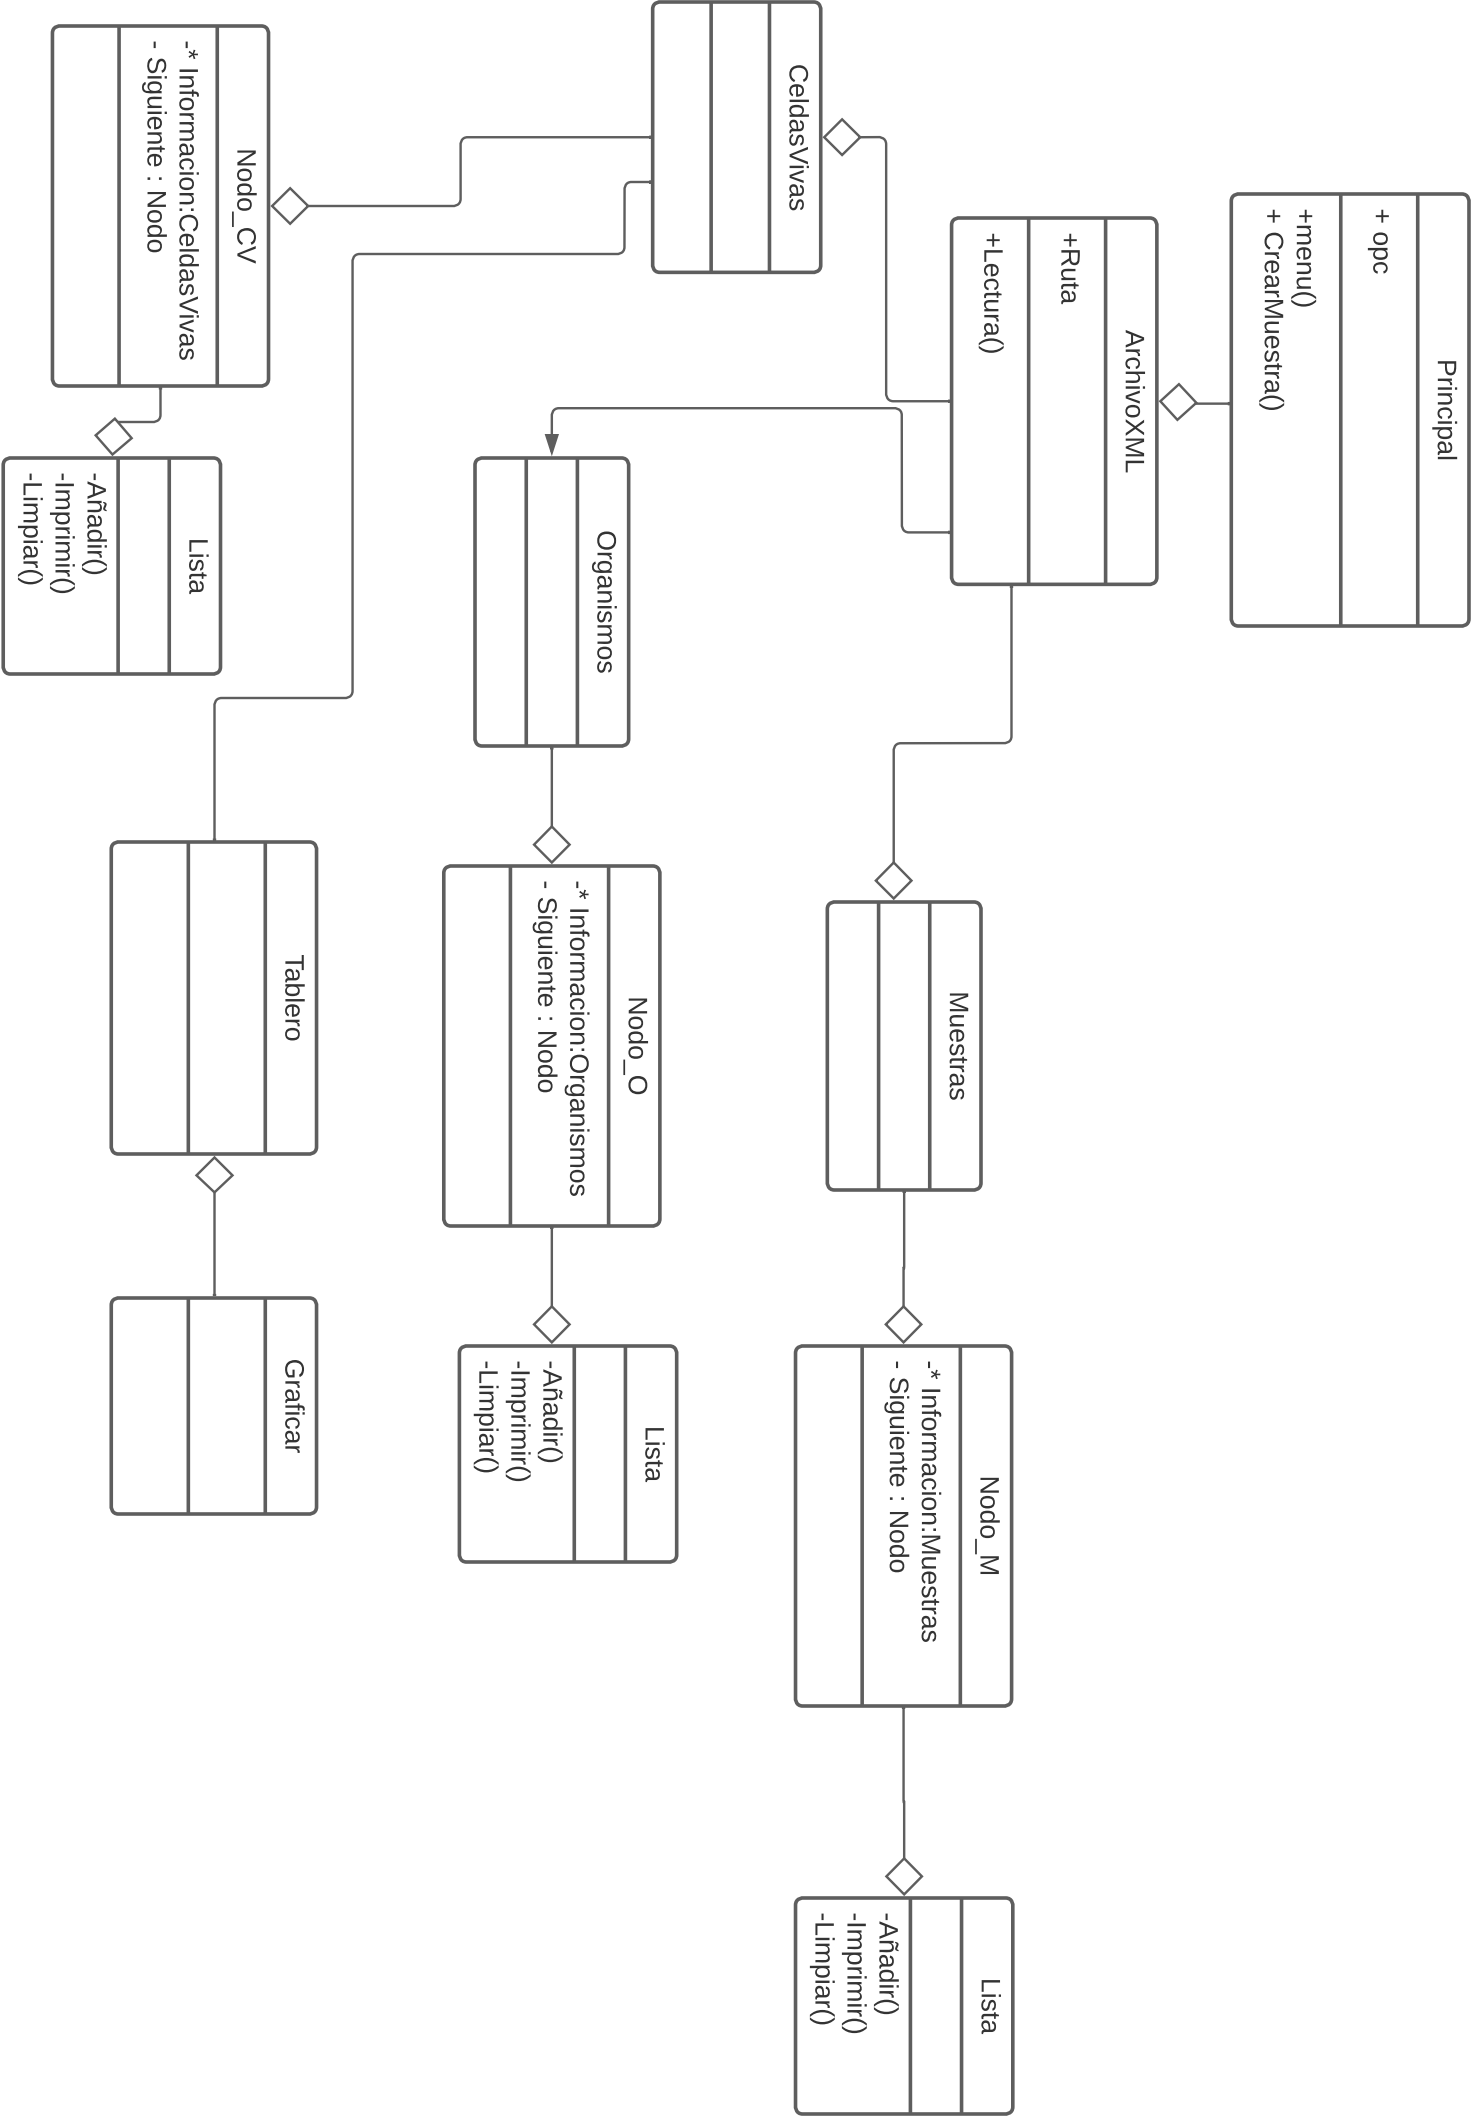 Principal
+ opc
+menu()
+ CrearMuestra()
ArchivoXML
+Ruta
+Lectura()
CeldasVivas
Muestras
Nodo_M
-* Informacion:Muestras
- Siguiente : Nodo
Lista
-Añadir()
-Imprimir()
-Limpiar()
Organismos
Nodo_O
-* Informacion:Organismos
- Siguiente : Nodo
Lista
-Añadir()
-Imprimir()
-Limpiar()
Nodo_CV
-* Informacion:CeldasVivas
- Siguiente : Nodo
Lista
-Añadir()
-Imprimir()
-Limpiar()
Tablero
Graficar